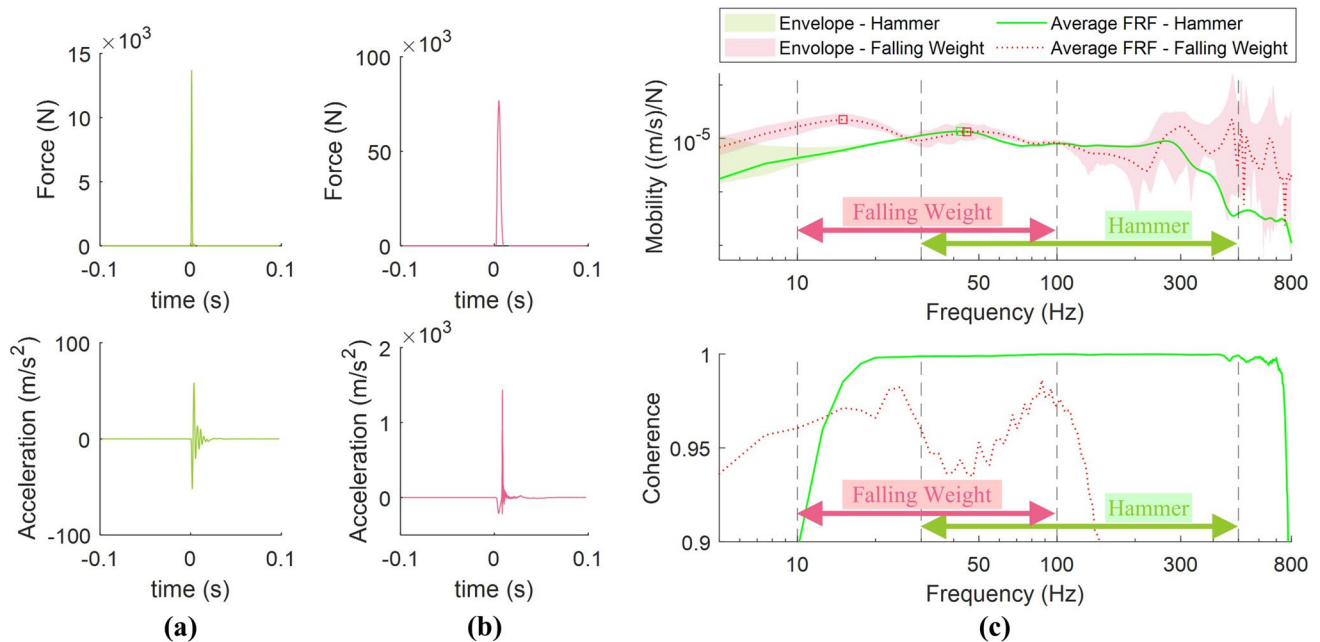 ×10³
15
10
5
0
Force (N)
-0.1
0
0.1
time (s)
100
0
-100
Acceleration (m/s²)
-0.1
0
0.1
time (s)
(a)
×10³
100
50
0
Force (N)
-0.1
0
0.1
time (s)
×10³
2
1
0
Acceleration (m/s²)
-0.1
0
0.1
time (s)
(b)
Envelope - Hammer
Average FRF - Hammer
Envolope - Falling Weight
Average FRF - Falling Weight
Mobility ((m/s)/N)
10⁻⁵
Falling Weight
Hammer
10
50
100
300
800
Frequency (Hz)
Coherence
1
0.95
0.9
Falling Weight
Hammer
10
50
100
300
800
Frequency (Hz)
(c)